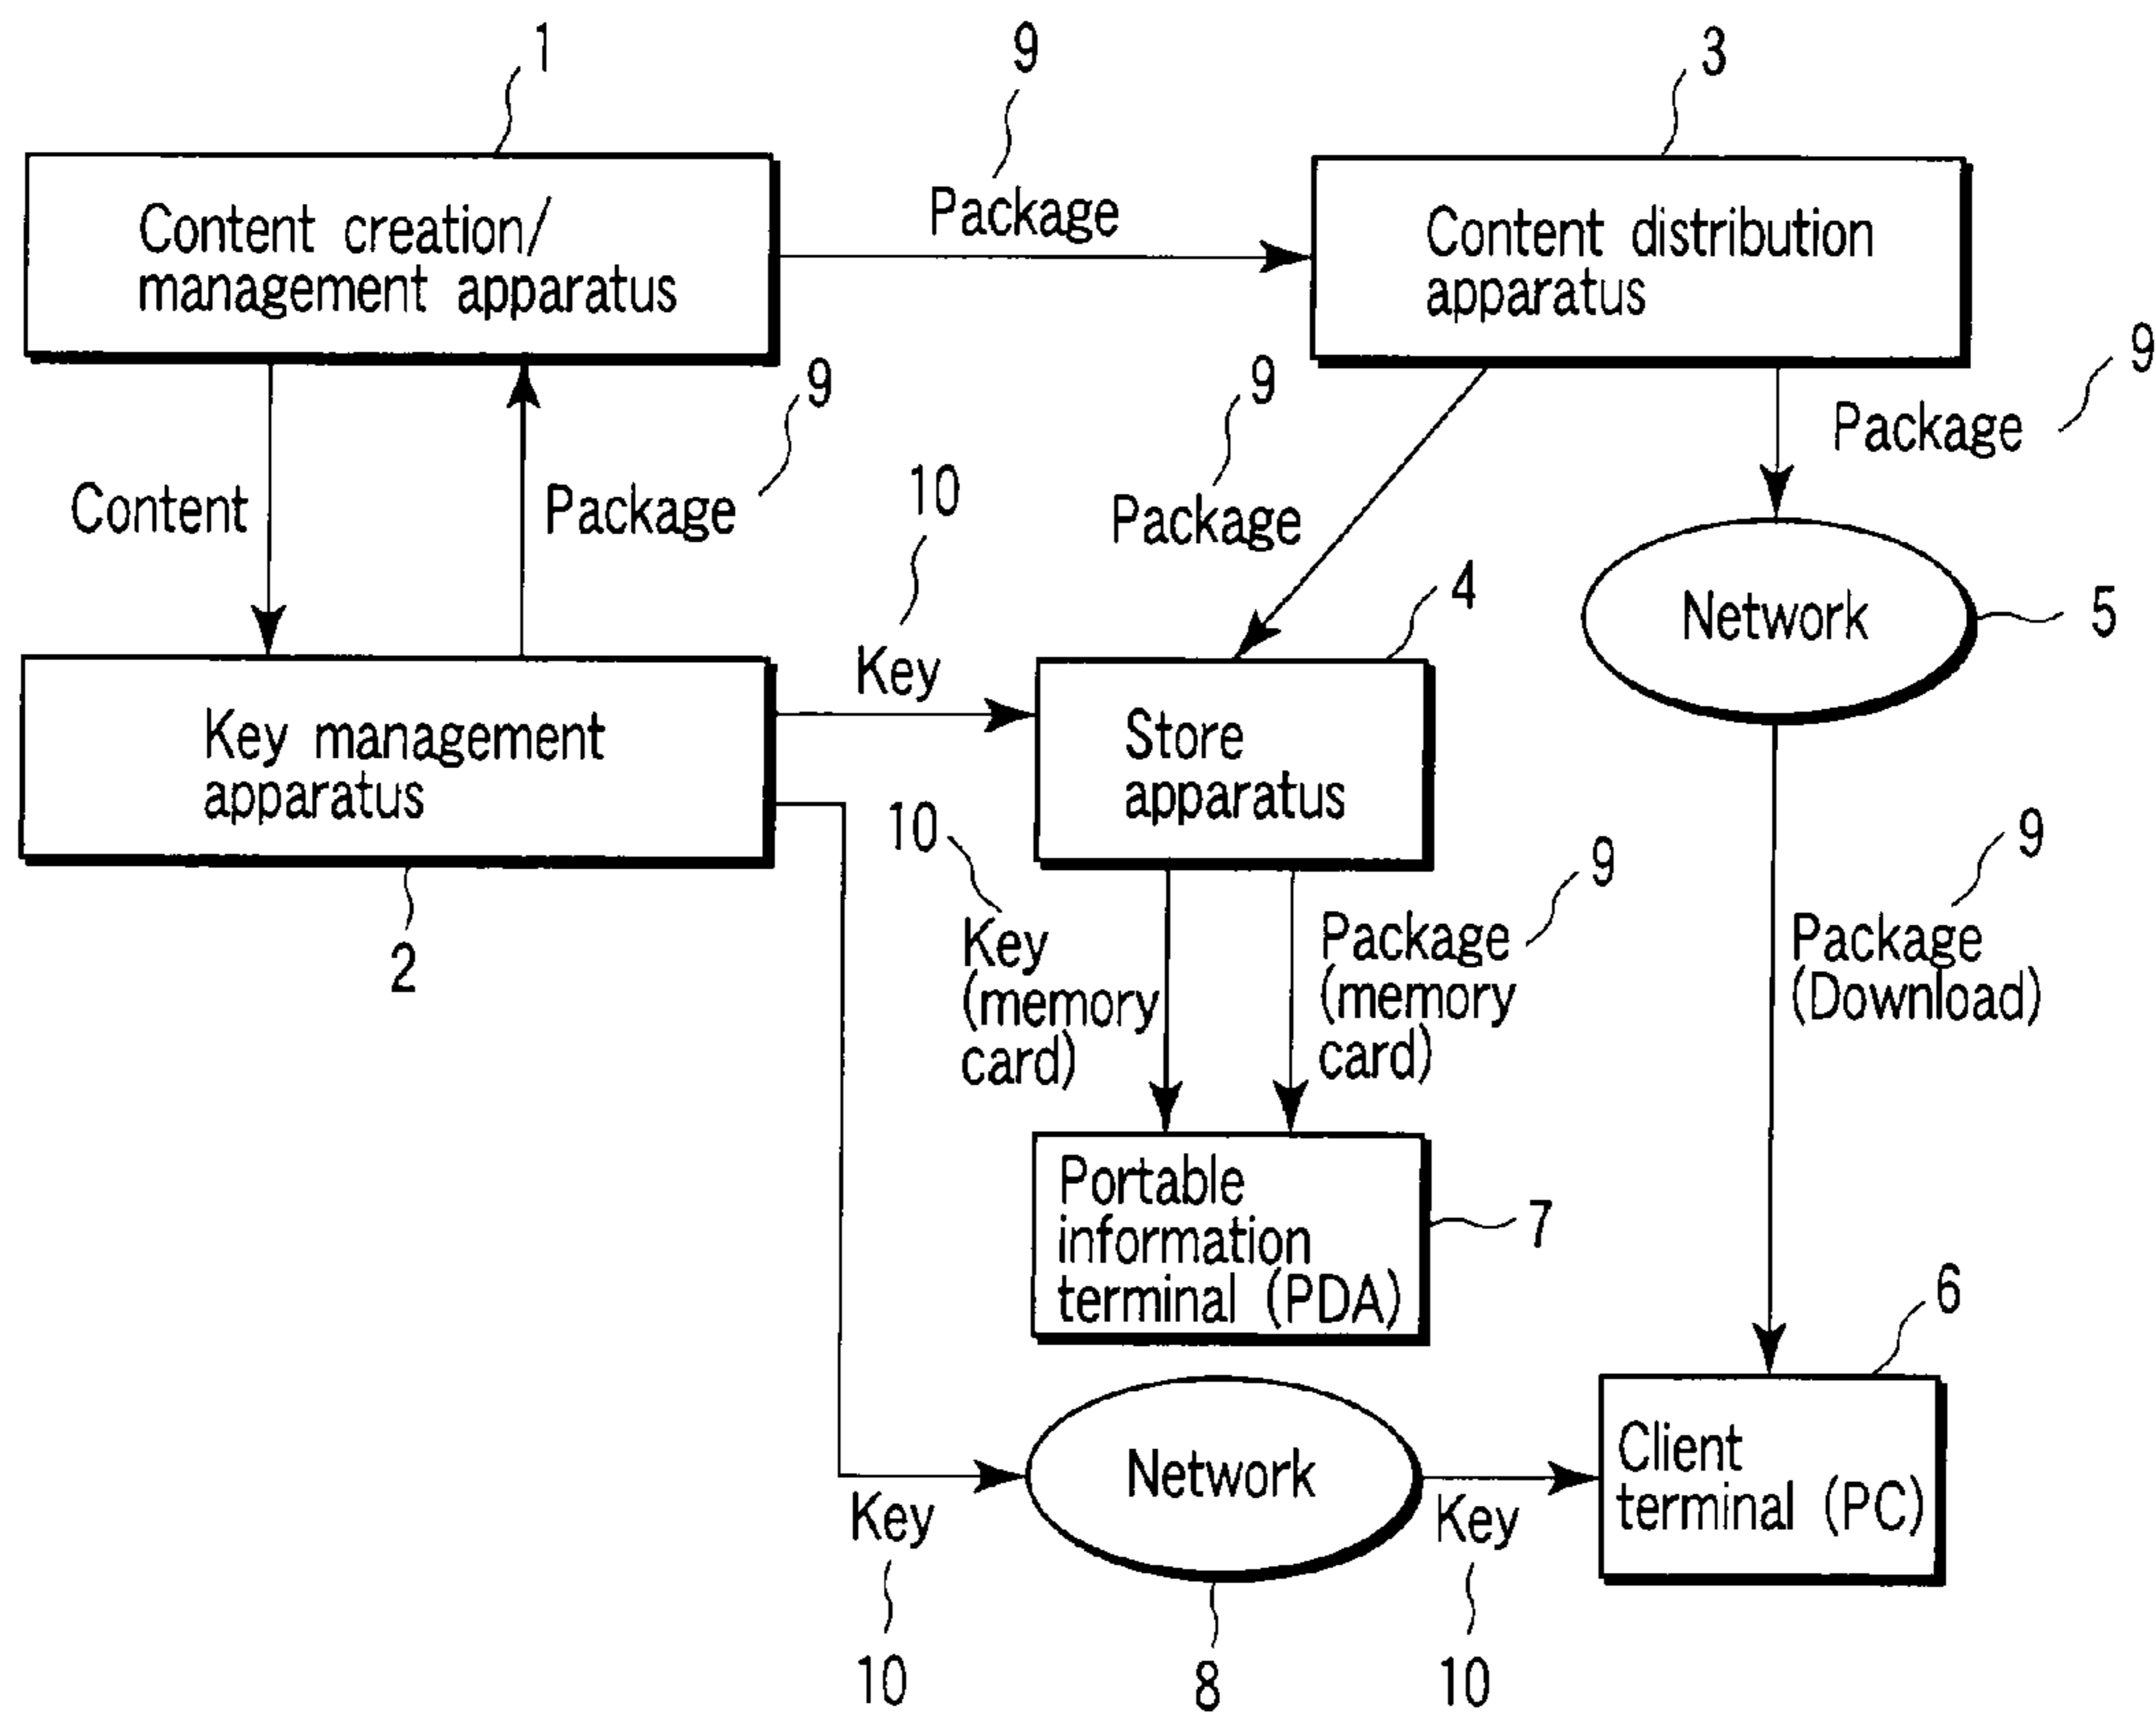 1
9
3
Content creation/
management apparatus
Package
Content distribution
apparatus
9
9
9
Package
Content
Package
10
Package
4
Network
5
Key
Key management
apparatus
Store
apparatus
10
9
9
2
Key
(memory
card)
Package
(memory
card)
Package
(Download)
Portable
information
terminal (PDA)
7
6
Network
Client
terminal (PC)
Key
Key
10
8
10